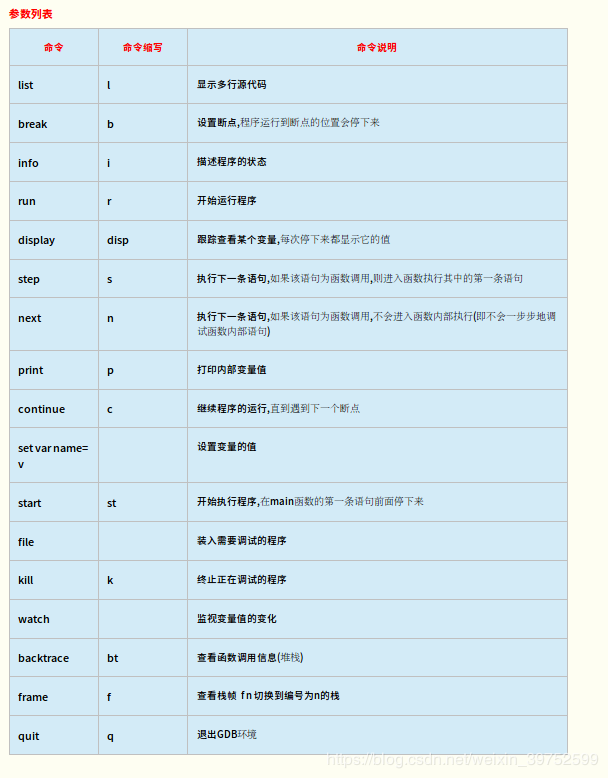 参数列表
命令 命令缩写 命令说明
list l 显示多行源代码
break b 设置断点,程序运行到断点的位置会停下来
info i 描述程序的状态
run r 开始运行程序
display disp 跟踪查看某个变量,每次停下来都显示它的值
step s 执行下一条语句,如果该语句为函数调用,则进入函数执行其中的第一条语句
next n 执行下一条语句,如果该语句为函数调用,不会进入函数内部执行(即不会一步步地调
试函数内部语句)
print p 打印内部变量值
continue c 继续程序的运行,直到遇到下一个断点
set var name= 设置变量的值
v
start st 开始执行程序,在main函数的第一条语句前面停下来
file 装入需要调试的程序
kill k 终止正在调试的程序
watch 监视变量值的变化
backtrace bt 查看函数调用信息(堆栈)
frame f 查看栈帧 f n 切换到编号为n的栈
quit q 退出GDB环境
https://blog.csdn.net/weixin_39752599